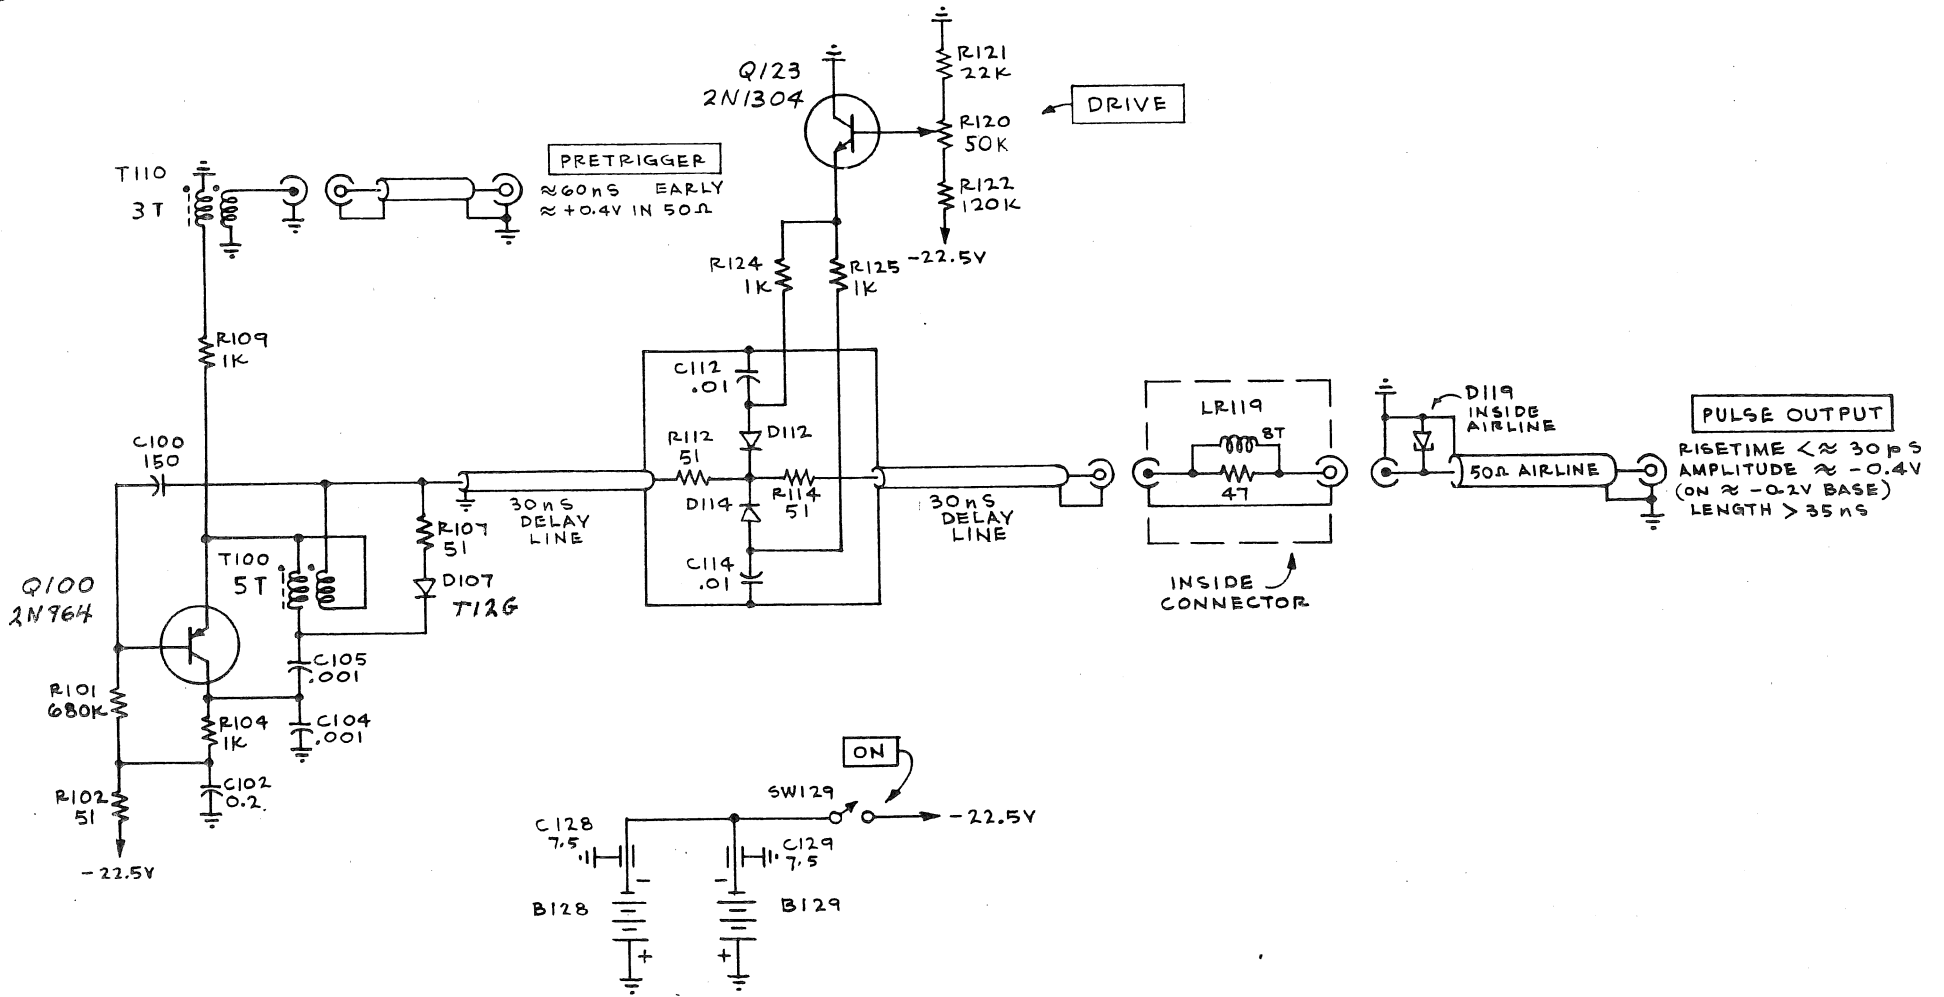 Q123
2N1304
R121
22K
R120
50K
R122
120K
-22.5V
DRIVE
T110
3T
PRETRIGGER
≈60nS EARLY
≈+0.4V IN 50Ω
R124
1K
R125
1K
R109
1K
C100
150
C112
.01
R112
51
D112
D114
R114
51
C114
.01
30nS
DELAY
LINE
30nS
DELAY
LINE
LR119
8T
47
INSIDE
CONNECTOR
D119
INSIDE
AIRLINE
50Ω AIRLINE
PULSE OUTPUT
RISETIME <≈ 30pS
AMPLITUDE ≈ -0.4V
(ON ≈ -0.2V BASE)
LENGTH > 35nS
R107
51
D107
T12G
T100
5T
Q100
2N964
C105
.001
C104
.001
R101
680K
R104
1K
C102
0.2
R102
51
-22.5V
ON
SW129
-22.5V
C128
7.5
C129
7.5
-
-
B128
B129
+
+